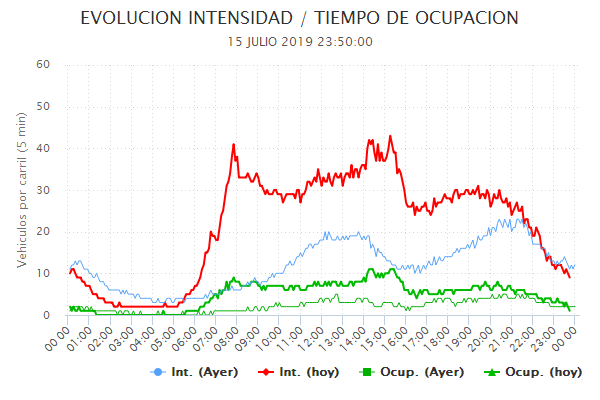 EVOLUCION INTENSIDAD / TIEMPO DE OCUPACION
15 JULIO 2019 23:50:00
Vehículos por carril (5 min)
60
50
40
30
20
10
0
00:00 01:00 02:00 03:00 04:00 05:00 06:00 07:00 08:00 09:00 10:00 11:00 12:00 13:00 14:00 15:00 16:00 17:00 18:00 19:00 20:00 21:00 22:00 23:00 00:00
Int. (Ayer) Int. (hoy) Ocup. (Ayer) Ocup. (hoy)